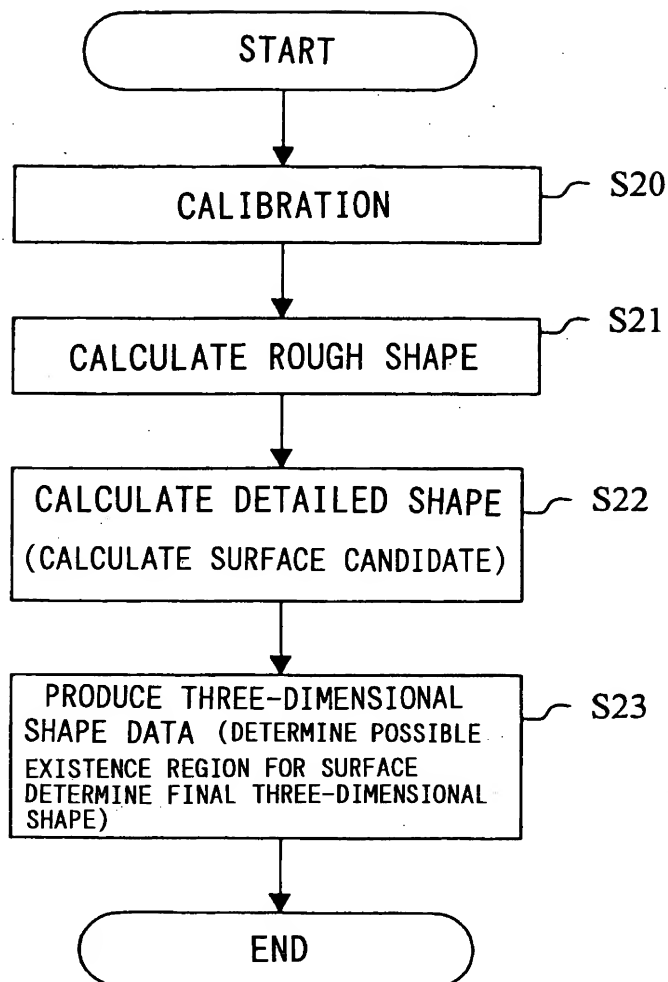 START
CALIBRATION
S20
CALCULATE ROUGH SHAPE
S21
CALCULATE DETAILED SHAPE
(CALCULATE SURFACE CANDIDATE)
S22
PRODUCE THREE-DIMENSIONAL
SHAPE DATA (DETERMINE POSSIBLE
EXISTENCE REGION FOR SURFACE
DETERMINE FINAL THREE-DIMENSIONAL
SHAPE)
S23
END